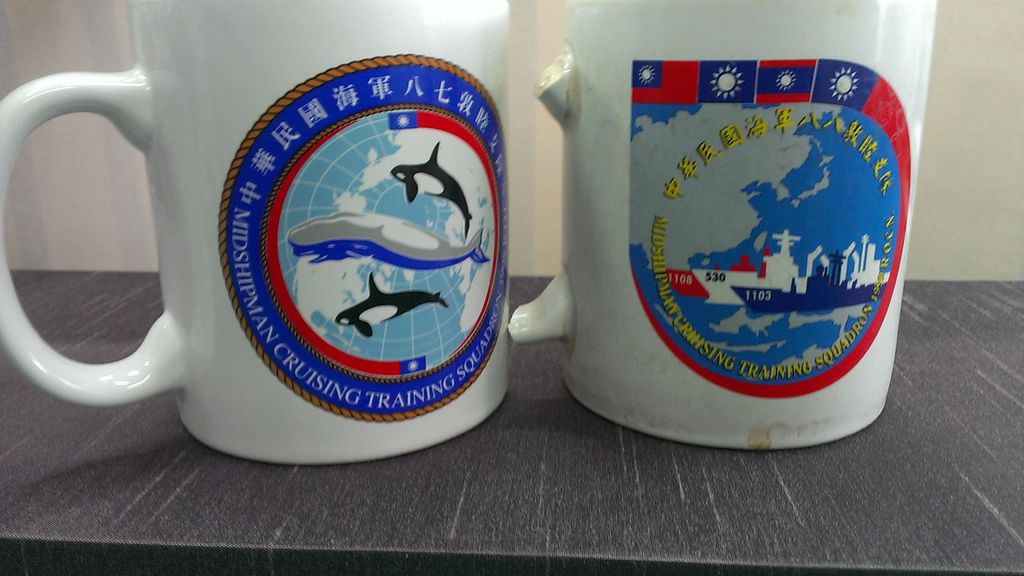 中華民國海軍八七敦睦
MIDSHIPMAN CRUISING TRAINING SQUADRON
中華民國海軍八八敦睦支隊
1108
530
1103
MIDSHIPMAN CRUISING TRAINING SQUADRON
ROCN